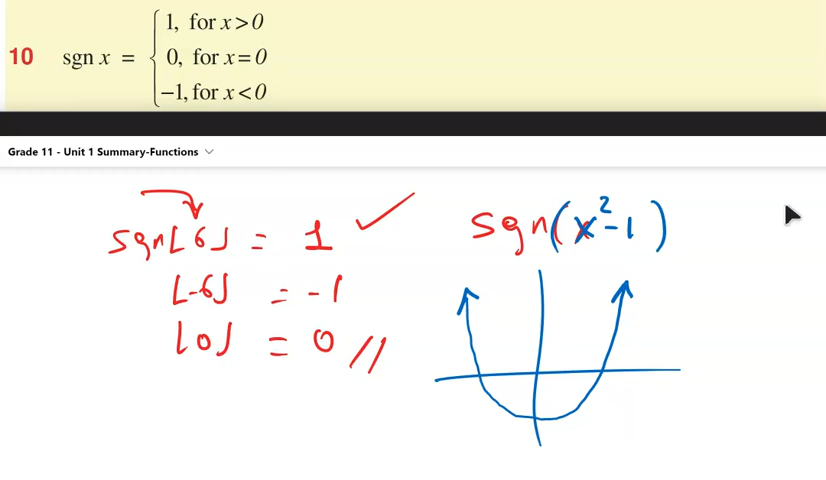 10 sgn x = { 1, for x > 0
0, for x = 0
−1, for x < 0
Grade 11 - Unit 1 Summary-Functions
sgn⌊6⌋ = 1 ✓
⌊-6⌋ = -1
⌊0⌋ = 0 //
sgn(x²-1)